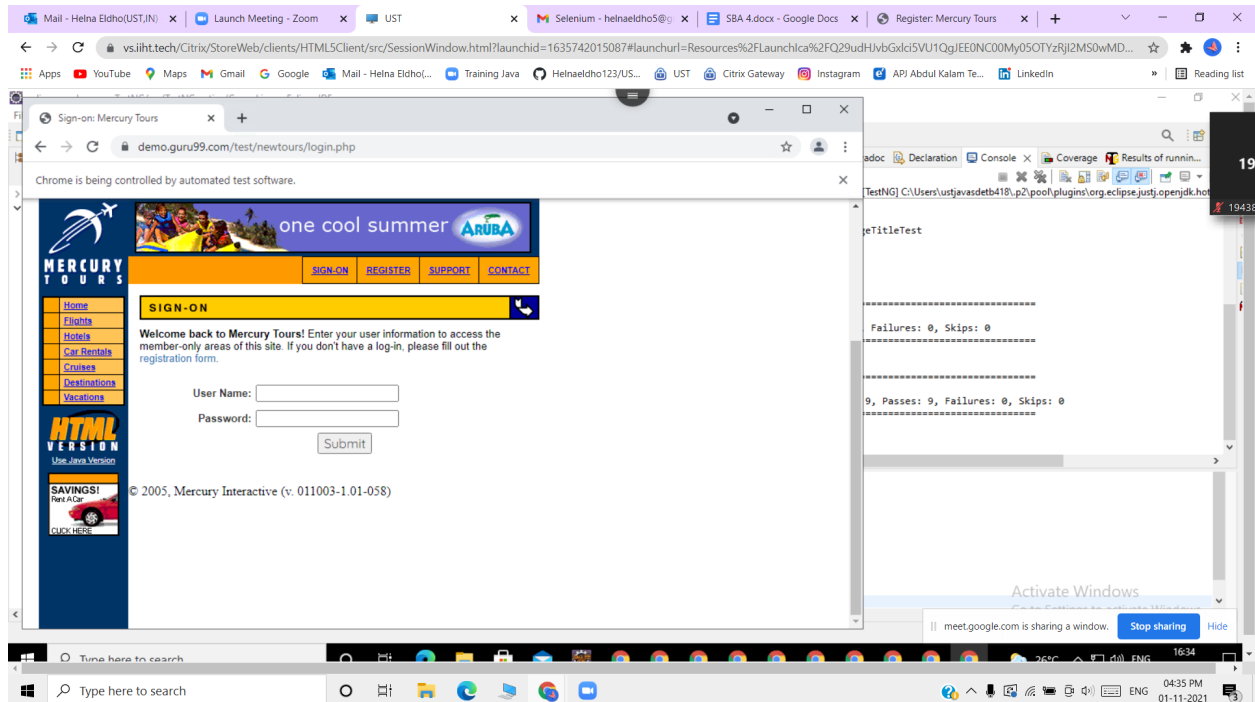 Mail - Helna Eldho(UST,IN)
Launch Meeting - Zoom
UST
Selenium - helnaeldho5@g
SBA 4.docx - Google Docs
Register: Mercury Tours
vs.iiht.tech/Citrix/StoreWeb/clients/HTML5Client/src/SessionWindow.html?launchid=1635742015087#launchurl=Resources%2FLaunchIca%2FQ29udHJvbGxlci5VU1QgJEE0NC00My05OTYzRjI2MS0wMD...
Apps YouTube Maps Gmail Google Mail - Helna Eldho(... Training Java Helnaeldho123/US... UST Citrix Gateway Instagram APJ Abdul Kalam Te... LinkedIn » Reading list
Sign-on: Mercury Tours
demo.guru99.com/test/newtours/login.php
Chrome is being controlled by automated test software.
adoc Declaration Console Coverage Results of runnin...
[TestNG] C:\Users\ustjavasdetb418\.p2\pool\plugins\org.eclipse.justj.openjdk.hot
19
19438
eTitleTest
one cool summer ARUBA
MERCURY
TOURS
SIGN-ON REGISTER SUPPORT CONTACT
Home
Flights
Hotels
Car Rentals
Cruises
Destinations
Vacations
HTML
VERSION
Use Java Version
SAVINGS!
Rent A Car
CLICK HERE
SIGN-ON
Welcome back to Mercury Tours! Enter your user information to access the
member-only areas of this site. If you don't have a log-in, please fill out the
registration form.
User Name:
Password:
Submit
© 2005, Mercury Interactive (v. 011003-1.01-058)
===============================
Failures: 0, Skips: 0
===============================
===============================
9, Passes: 9, Failures: 0, Skips: 0
===============================
Activate Windows
meet.google.com is sharing a window. Stop sharing Hide
Type here to search
26°C ENG 16:34
Type here to search
ENG
04:35 PM
01-11-2021
3